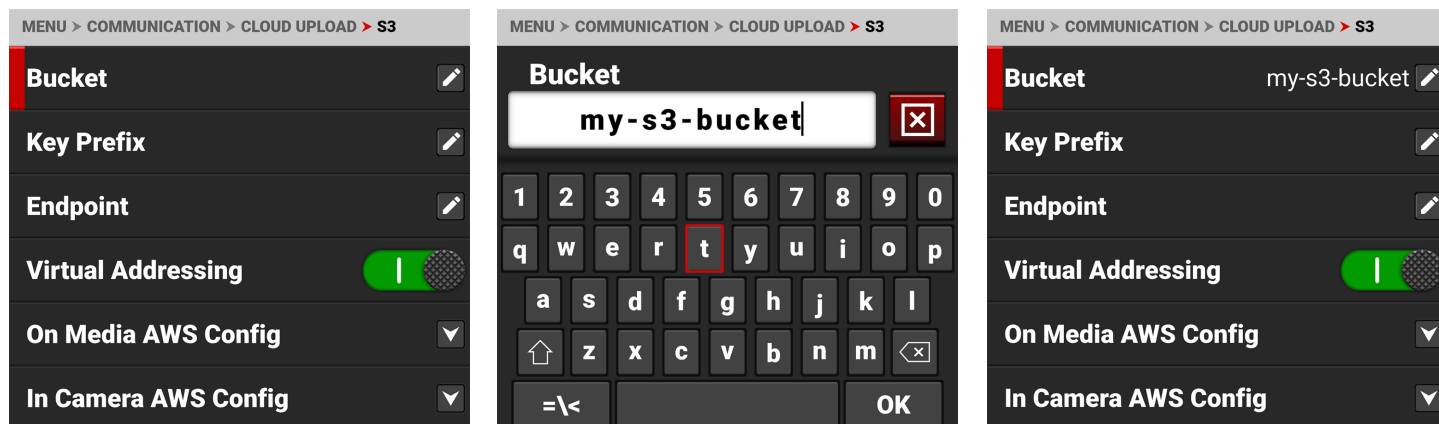 MENU > COMMUNICATION > CLOUD UPLOAD > S3
Bucket
Key Prefix
Endpoint
Virtual Addressing
On Media AWS Config
In Camera AWS Config
MENU > COMMUNICATION > CLOUD UPLOAD > S3
Bucket
my-s3-bucket
1 2 3 4 5 6 7 8 9 0
q w e r t y u i o p
a s d f g h j k l
z x c v b n m
=\< OK
MENU > COMMUNICATION > CLOUD UPLOAD > S3
Bucket my-s3-bucket
Key Prefix
Endpoint
Virtual Addressing
On Media AWS Config
In Camera AWS Config